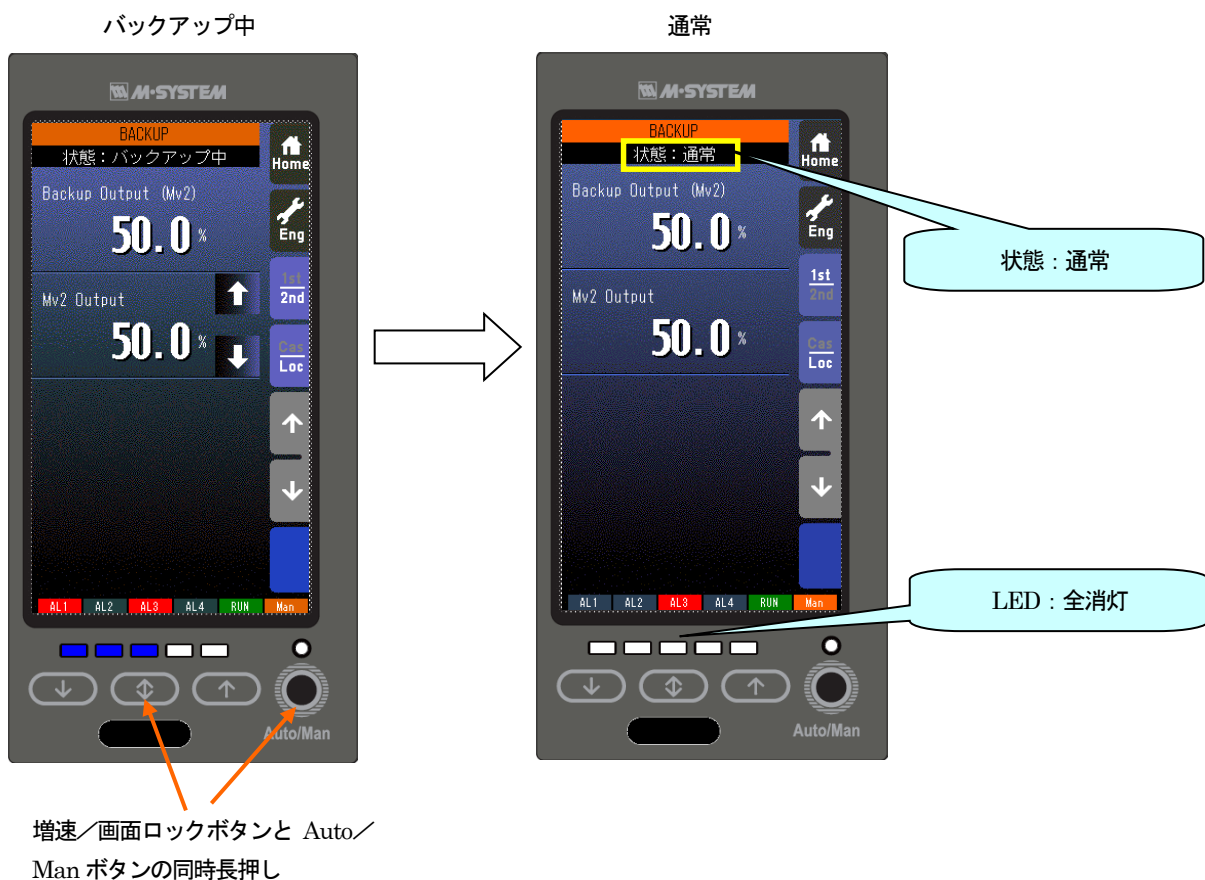 バックアップ中
M·SYSTEM
BACKUP
状態：バックアップ中
Home
Backup Output (Mv2)
50.0 %
Eng
1st
2nd
Mv2 Output
50.0 %
Cas
Loc
AL1 AL2 AL3 AL4 RUN Man
Auto/Man
増速／画面ロックボタンと Auto／
Man ボタンの同時長押し
通常
M·SYSTEM
BACKUP
状態：通常
Home
Backup Output (Mv2)
50.0 %
Eng
1st
2nd
Mv2 Output
50.0 %
Cas
Loc
AL1 AL2 AL3 AL4 RUN Man
Auto/Man
状態：通常
LED：全消灯